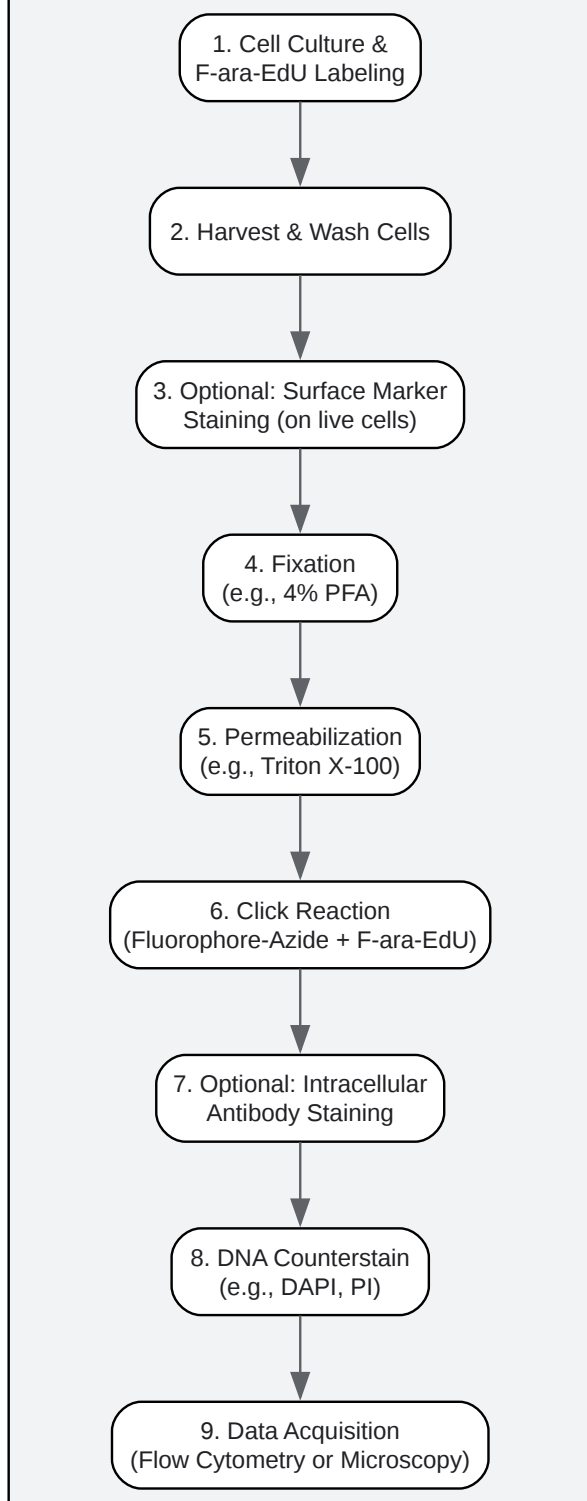 1. Cell Culture &
F-ara-EdU Labeling
2. Harvest & Wash Cells
3. Optional: Surface Marker
Staining (on live cells)
4. Fixation
(e.g., 4% PFA)
5. Permeabilization
(e.g., Triton X-100)
6. Click Reaction
(Fluorophore-Azide + F-ara-EdU)
7. Optional: Intracellular
Antibody Staining
8. DNA Counterstain
(e.g., DAPI, PI)
9. Data Acquisition
(Flow Cytometry or Microscopy)